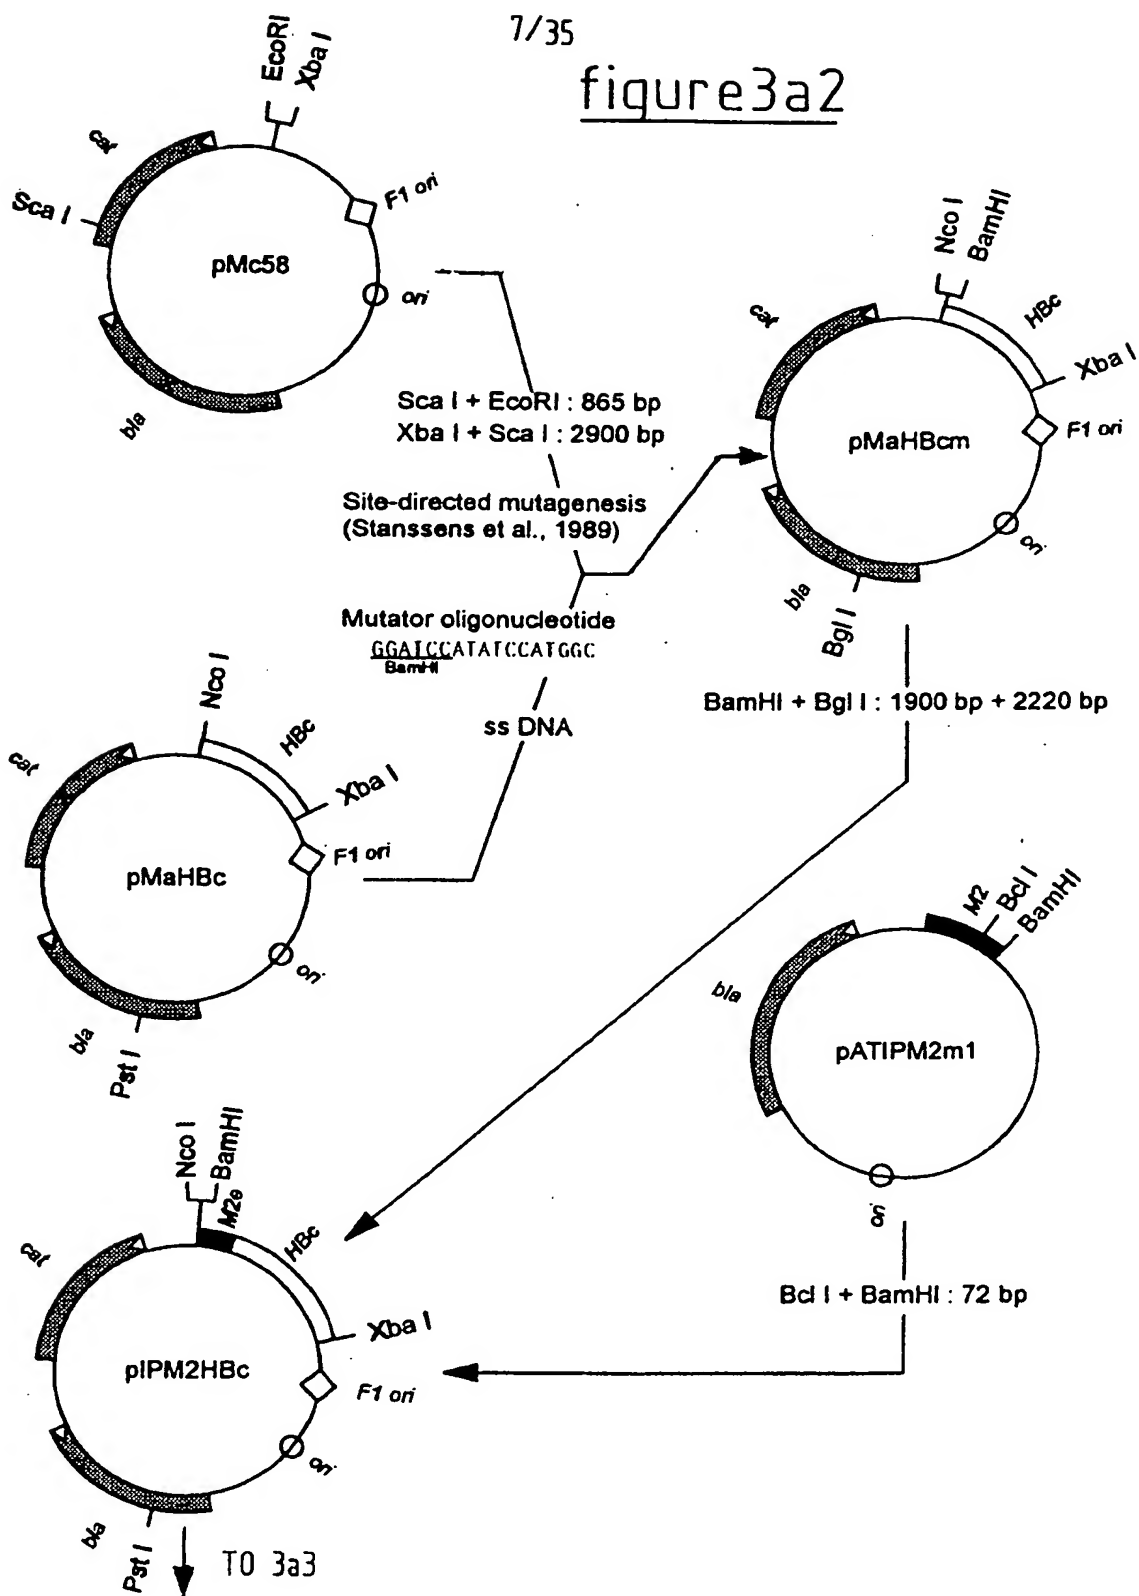 7/35
figure3a2
EcoRI
Xba I
cat
Sca I
F1 ori
pMc58
ori
bla
Sca I + EcoRI : 865 bp
Xba I + Sca I : 2900 bp
Site-directed mutagenesis
(Stanssens et al., 1989)
Mutator oligonucleotide
GGATCCATATCCATGGC
BamHI
ss DNA
Nco I
BamHI
cat
HBc
Xba I
F1 ori
pMaHBcm
ori
bla
Bgl I
BamHI + Bgl I : 1900 bp + 2220 bp
Nco I
HBc
cat
Xba I
F1 ori
pMaHBc
ori
bla
Pst I
M2
Bcl I
BamHI
bla
pATIPM2m1
ori
Bcl I + BamHI : 72 bp
Nco I
BamHI
M2e
HBc
cat
Xba I
pIPM2HBc
F1 ori
ori
bla
Pst I
TO 3a3